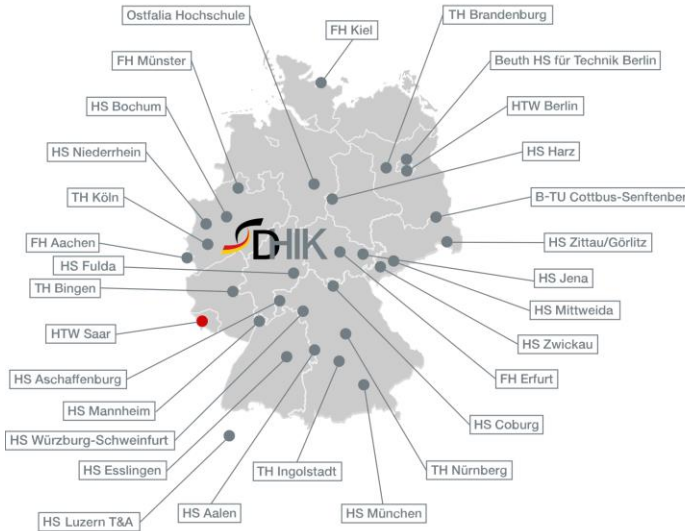 Ostfalia Hochschule
FH Kiel
TH Brandenburg
FH Münster
Beuth HS für Technik Berlin
HS Bochum
HTW Berlin
HS Niederrhein
HS Harz
TH Köln
B-TU Cottbus-Senftenber
FH Aachen
DHIK
HS Zittau/Görlitz
HS Fulda
HS Jena
TH Bingen
HS Mittweida
HTW Saar
HS Zwickau
HS Aschaffenburg
FH Erfurt
HS Mannheim
HS Coburg
HS Würzburg-Schweinfurt
HS Esslingen
TH Ingolstadt
TH Nürnberg
HS Luzern T&A
HS Aalen
HS München